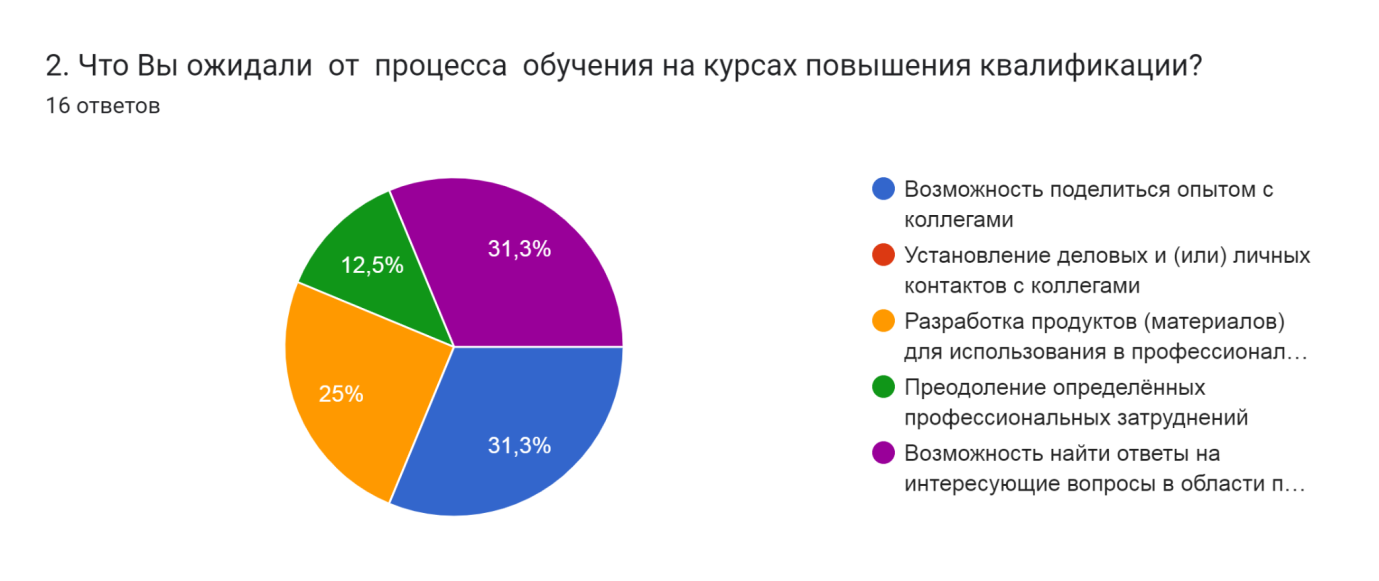 2. Что Вы ожидали от процесса обучения на курсах повышения квалификации?
16 ответов
31,3%
12,5%
25%
31,3%
Возможность поделиться опытом с
коллегами
Установление деловых и (или) личных
контактов с коллегами
Разработка продуктов (материалов)
для использования в профессионал…
Преодоление определённых
профессиональных затруднений
Возможность найти ответы на
интересующие вопросы в области п…